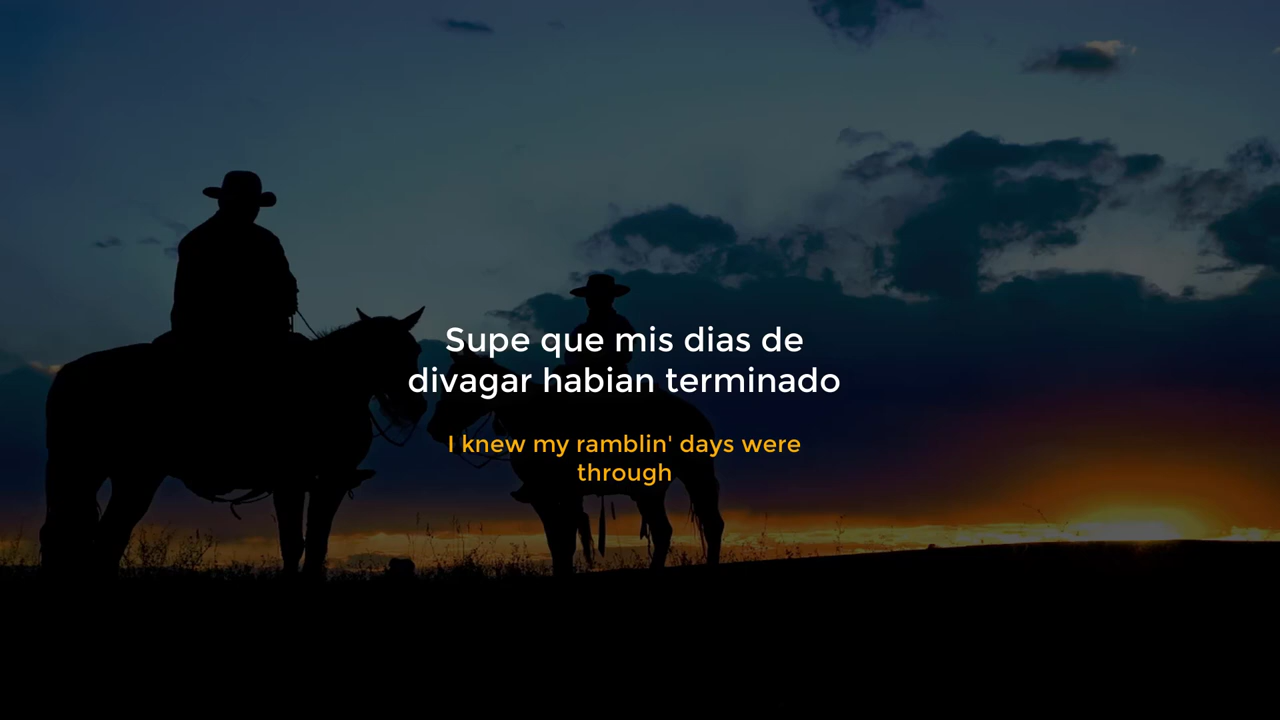 Supe que mis dias de
divagar habian terminado
I knew my ramblin' days were
through